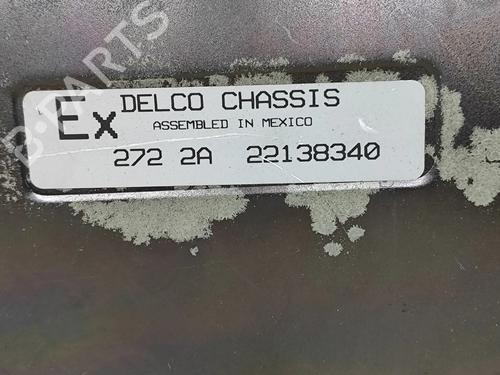 B-PARTS
Ex
DELCO CHASSIS
ASSEMBLED IN MEXICO
272 2A 22138340